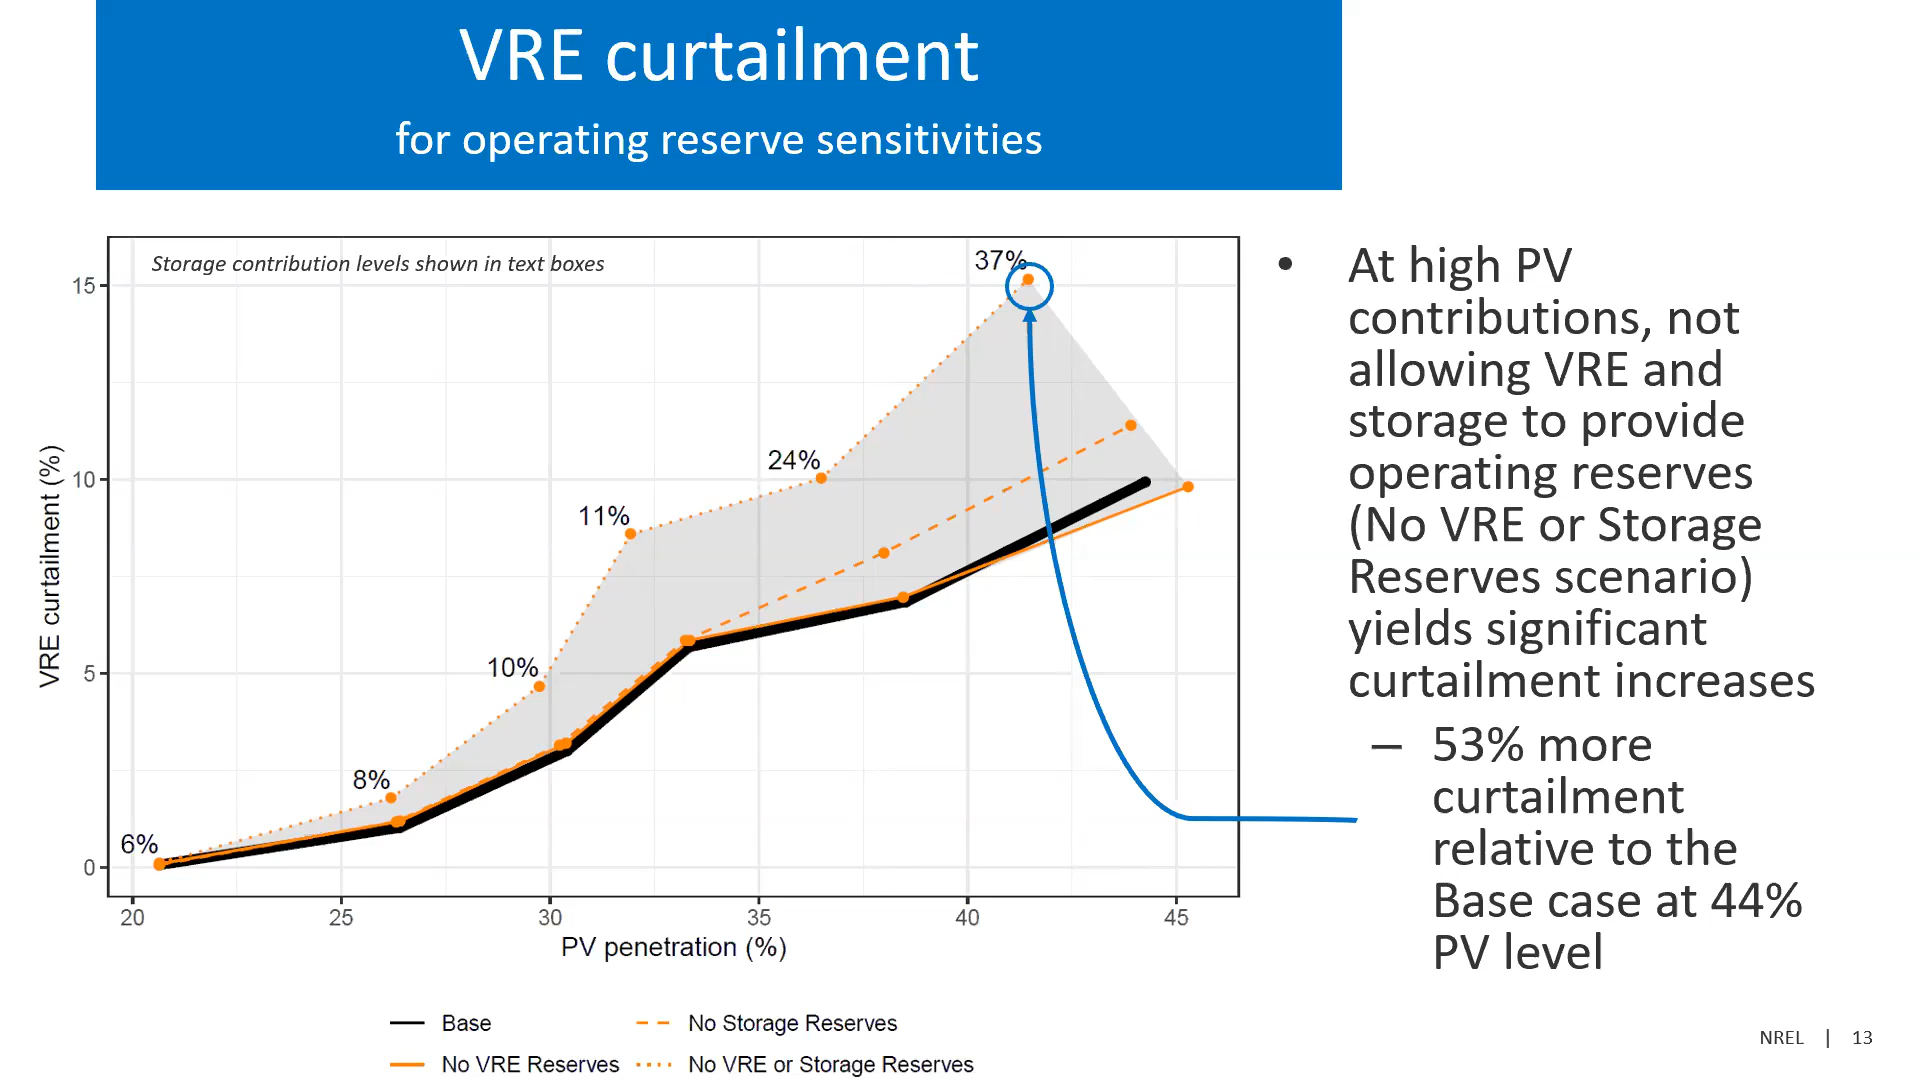 VRE curtailment
for operating reserve sensitivities
Storage contribution levels shown in text boxes
37%
24%
11%
10%
8%
6%
15
10
5
0
VRE curtailment (%)
20 25 30 35 40 45
PV penetration (%)
Base
No Storage Reserves
No VRE Reserves
No VRE or Storage Reserves
• At high PV
contributions, not
allowing VRE and
storage to provide
operating reserves
(No VRE or Storage
Reserves scenario)
yields significant
curtailment increases
– 53% more
curtailment
relative to the
Base case at 44%
PV level
NREL | 13